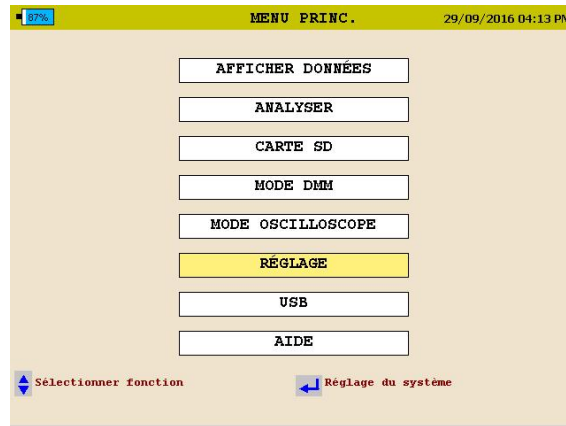 87%
MENU PRINC.
29/09/2016 04:13 P
AFFICHER DONNÉES
ANALYSER
CARTE SD
MODE DMM
MODE OSCILLOSCOPE
RÉGLAGE
USB
AIDE
Sélectionner fonction
Réglage du système